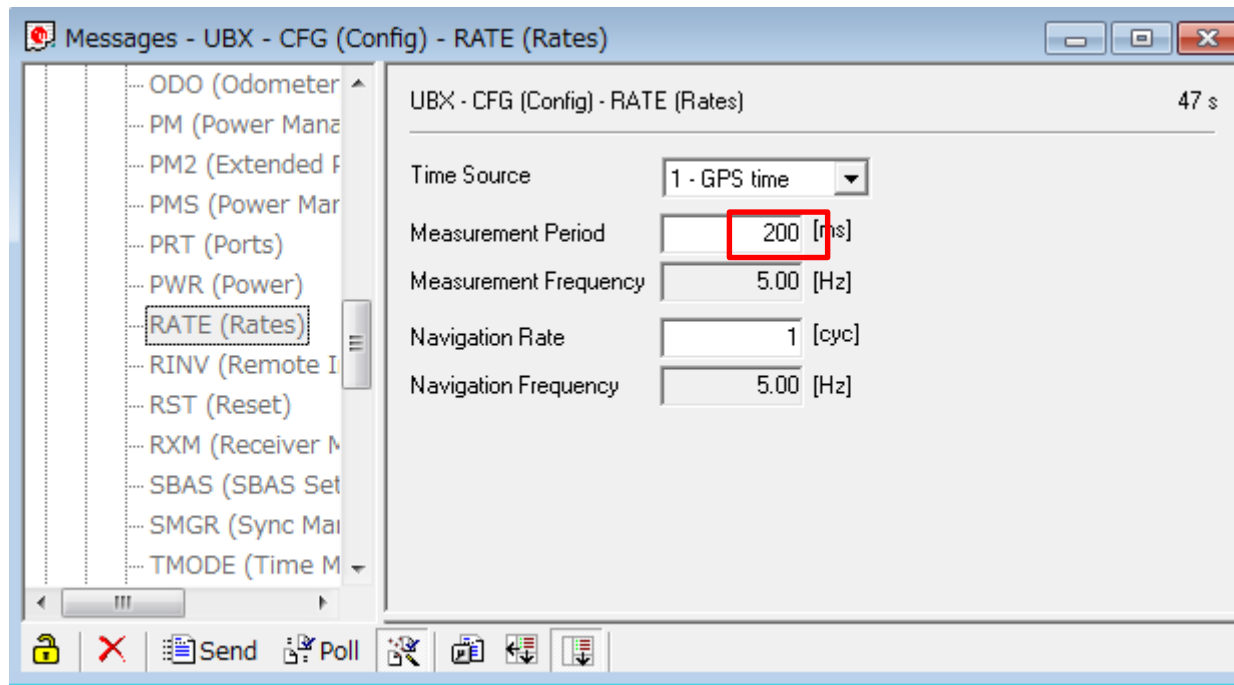 Messages - UBX - CFG (Config) - RATE (Rates)
ODO (Odometer
PM (Power Mana
PM2 (Extended P
PMS (Power Mar
PRT (Ports)
PWR (Power)
RATE (Rates)
RINV (Remote I
RST (Reset)
RXM (Receiver M
SBAS (SBAS Set
SMGR (Sync Mar
TMODE (Time M
UBX - CFG (Config) - RATE (Rates) 47 s
Time Source 1 - GPS time
Measurement Period 200 [ms]
Measurement Frequency 5.00 [Hz]
Navigation Rate 1 [cyc]
Navigation Frequency 5.00 [Hz]
Send Poll